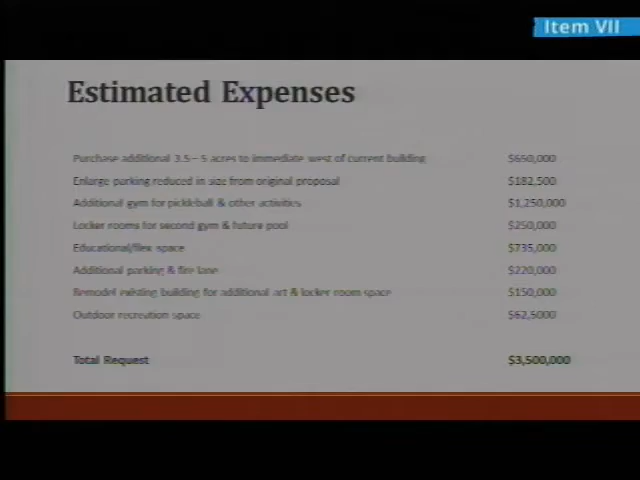 Item VII
Estimated Expenses
Purchase additional 3.5 – 5 acres to immediate west of current building $650,000
Enlarge parking reduced in size from original proposal $182,500
Additional gym for pickleball & other activities $1,250,000
Locker rooms for second gym & future pool $250,000
Educational/flex space $735,000
Additional parking & fire lane $220,000
Remodel existing building for additional art & locker room space $150,000
Outdoor recreation space $62,5000
Total Request $3,500,000